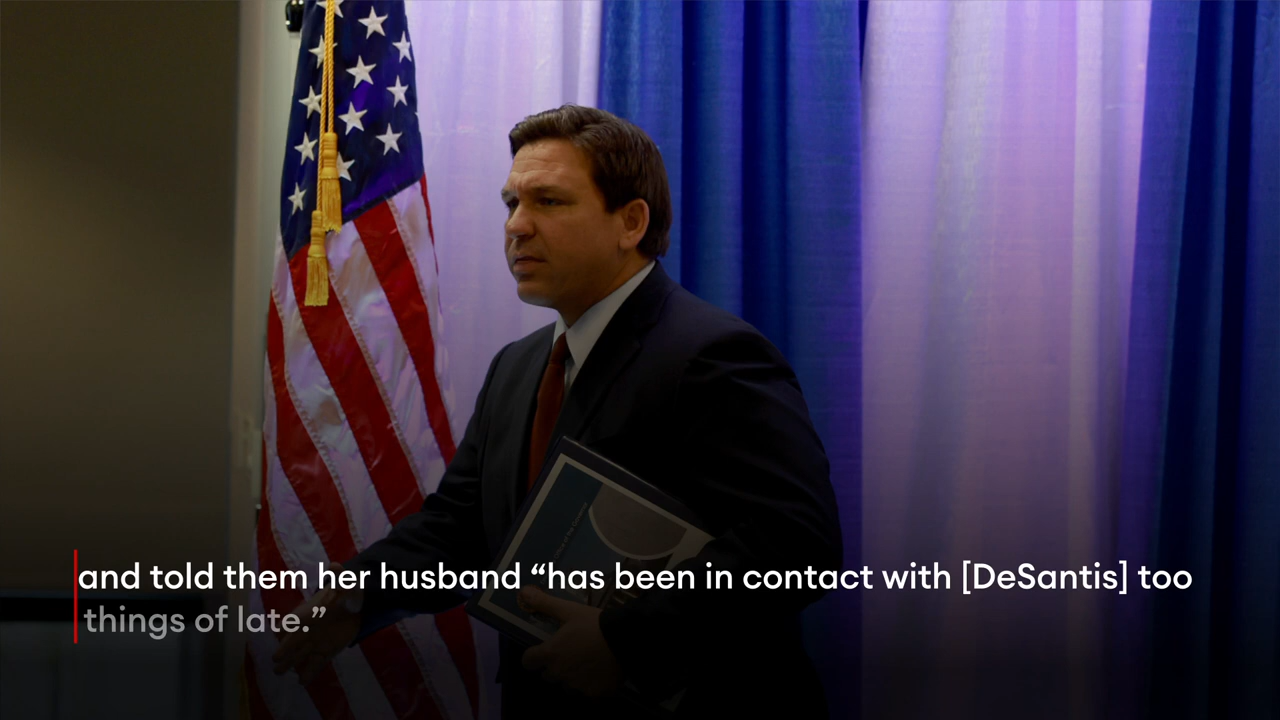 and told them her husband “has been in contact with [DeSantis] too
things of late.”